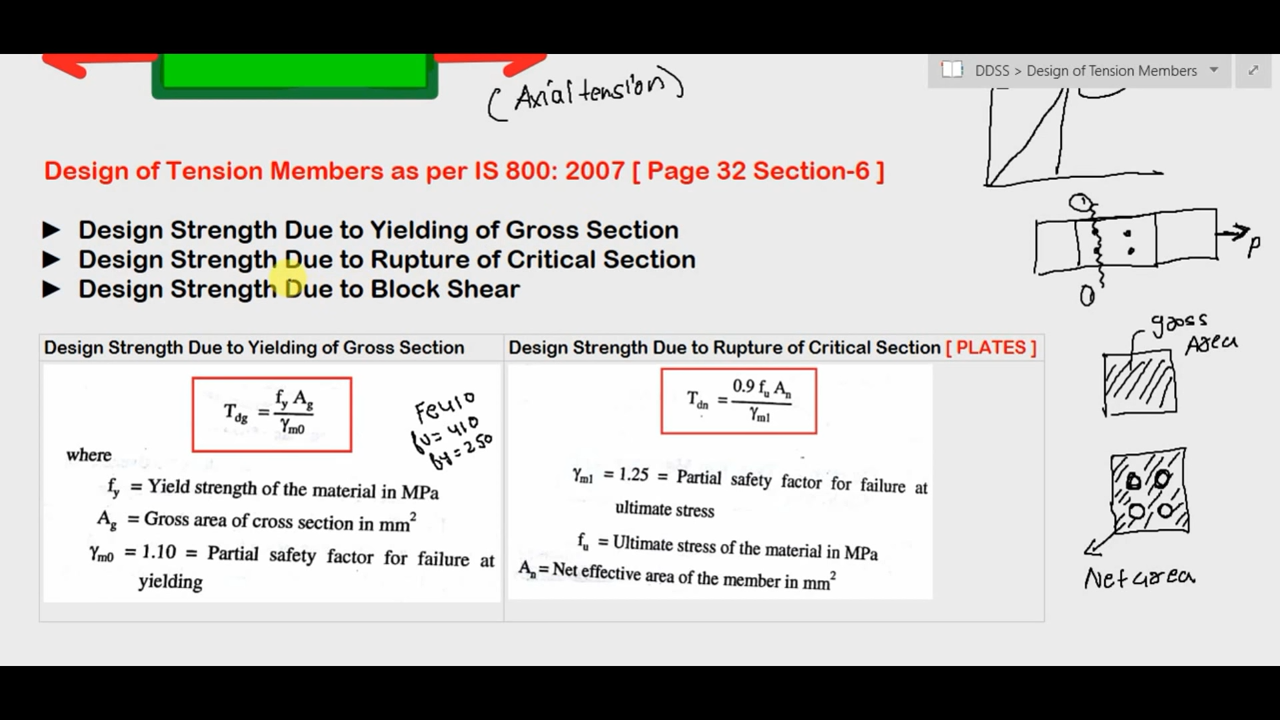 DDSS > Design of Tension Members
(Axial tension)
Design of Tension Members as per IS 800: 2007 [ Page 32 Section-6 ]
► Design Strength Due to Yielding of Gross Section
► Design Strength Due to Rupture of Critical Section
► Design Strength Due to Block Shear
P
Design Strength Due to Yielding of Gross Section
T_dg = f_y A_g / γ_m0
Fe410
fu = 410
fy = 250
where
f_y = Yield strength of the material in MPa
A_g = Gross area of cross section in mm²
γ_m0 = 1.10 = Partial safety factor for failure at
yielding
Design Strength Due to Rupture of Critical Section [ PLATES ]
T_dn = 0.9 f_u A_n / γ_m1
γ_m1 = 1.25 = Partial safety factor for failure at
ultimate stress
f_u = Ultimate stress of the material in MPa
A_n = Net effective area of the member in mm²
gross
Area
Net area